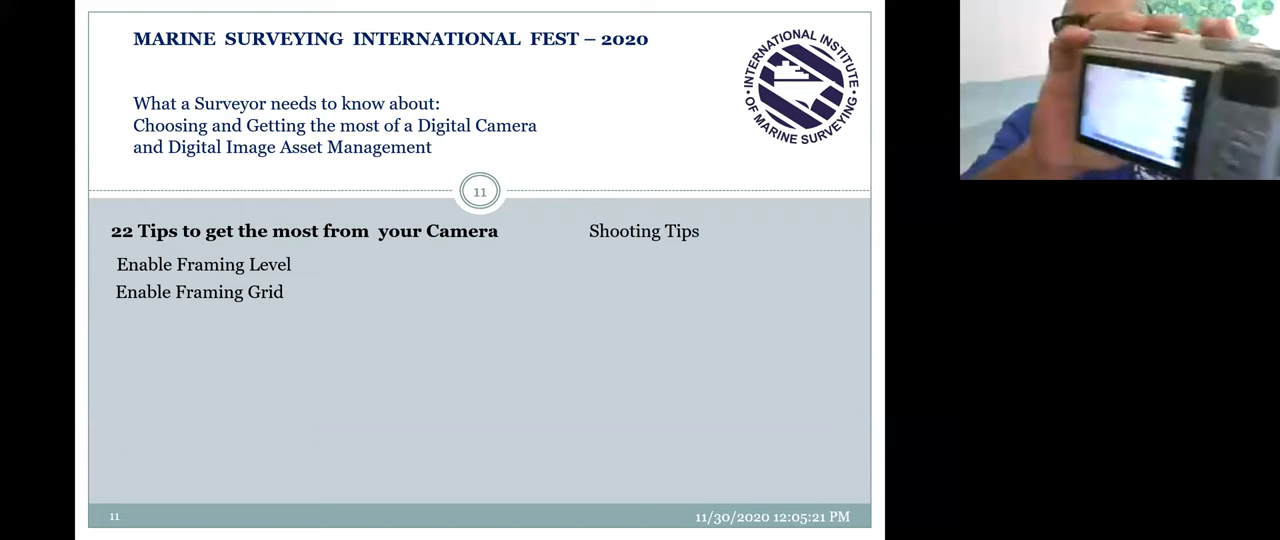 MARINE SURVEYING INTERNATIONAL FEST – 2020
INTERNATIONAL INSTITUTE
• OF MARINE SURVEYING •
What a Surveyor needs to know about:
Choosing and Getting the most of a Digital Camera
and Digital Image Asset Management
11
22 Tips to get the most from your Camera
Shooting Tips
Enable Framing Level
Enable Framing Grid
11
11/30/2020 12:05:21 PM